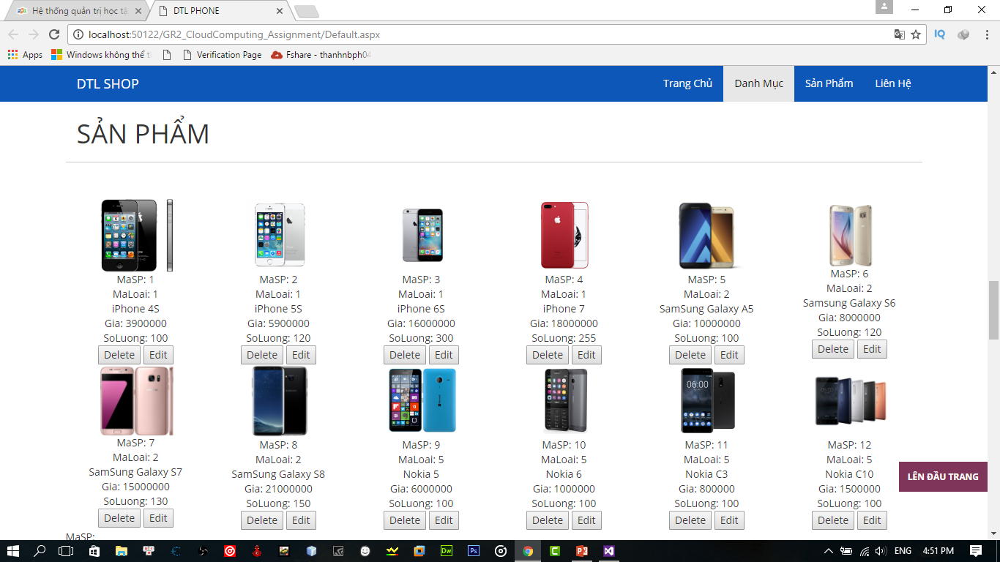 Hệ thống quản trị học tậ
DTL PHONE
localhost:50122/GR2_CloudComputing_Assignment/Default.aspx
Apps
Windows không thể t
Verification Page
Fshare - thanhnbph04
DTL SHOP
Trang Chủ
Danh Mục
Sản Phẩm
Liên Hệ
SẢN PHẨM
MaSP: 1
MaLoai: 1
iPhone 4S
Gia: 3900000
SoLuong: 100
Delete Edit
MaSP: 2
MaLoai: 1
iPhone 5S
Gia: 5900000
SoLuong: 120
Delete Edit
MaSP: 3
MaLoai: 1
iPhone 6S
Gia: 16000000
SoLuong: 300
Delete Edit
MaSP: 4
MaLoai: 1
iPhone 7
Gia: 18000000
SoLuong: 255
Delete Edit
MaSP: 5
MaLoai: 2
SamSung Galaxy A5
Gia: 10000000
SoLuong: 100
Delete Edit
MaSP: 6
MaLoai: 2
Samsung Galaxy S6
Gia: 8000000
SoLuong: 120
Delete Edit
MaSP: 7
MaLoai: 2
SamSung Galaxy S7
Gia: 15000000
SoLuong: 130
Delete Edit
MaSP: 8
MaLoai: 2
SamSung Galaxy S8
Gia: 21000000
SoLuong: 150
Delete Edit
MaSP: 9
MaLoai: 5
Nokia 5
Gia: 6000000
SoLuong: 100
Delete Edit
MaSP: 10
MaLoai: 5
Nokia 6
Gia: 1000000
SoLuong: 100
Delete Edit
06:00
MaSP: 11
MaLoai: 5
Nokia C3
Gia: 800000
SoLuong: 100
Delete Edit
MaSP: 12
MaLoai: 5
Nokia C10
Gia: 1500000
SoLuong: 100
Delete Edit
LÊN ĐẦU TRANG
MaSP:
ENG
4:51 PM